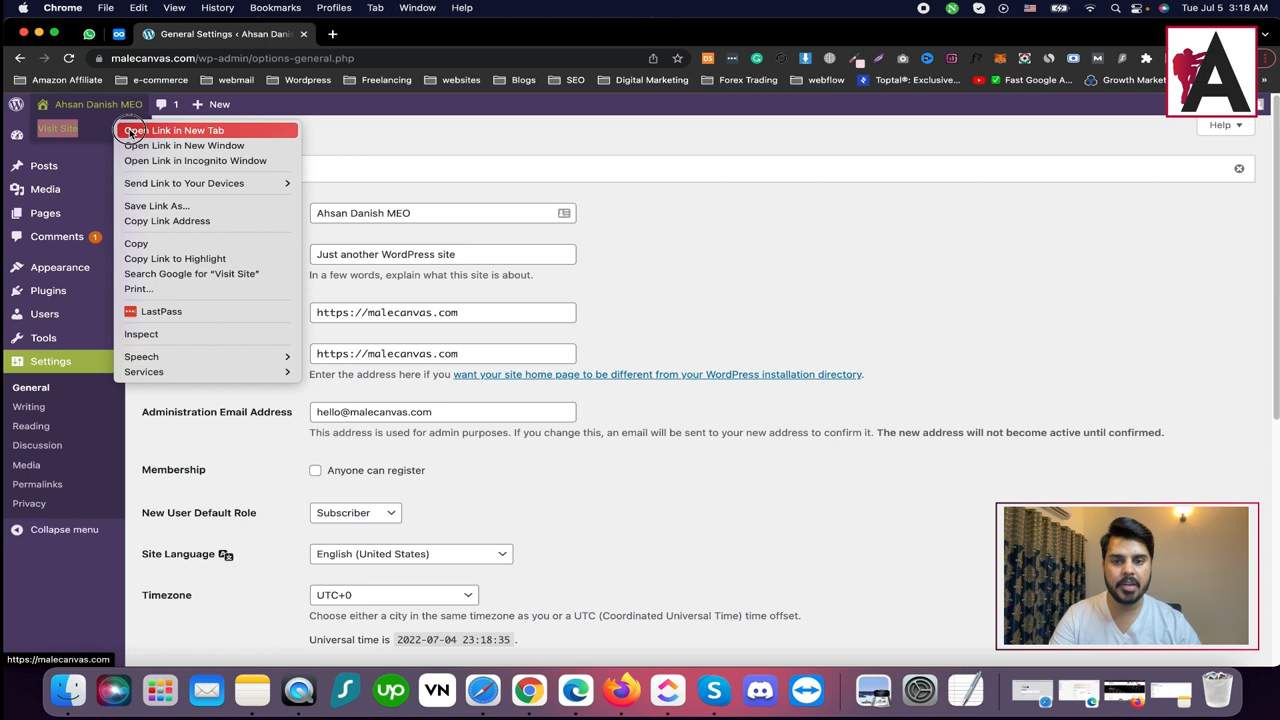 Chrome File Edit View History Bookmarks Profiles Tab Window Help
Tue Jul 5 3:18 AM
General Settings ‹ Ahsan Danis
malecanvas.com/wp-admin/options-general.php
Amazon Affiliate e-commerce webmail Wordpress Freelancing websites Blogs SEO Digital Marketing Forex Trading webflow Toptal®: Exclusive... Fast Google A... Growth Market
A
Ahsan Danish MEO 1 New
Visit Site
Help
Open Link in New Tab
Open Link in New Window
Open Link in Incognito Window
Send Link to Your Devices
Save Link As...
Copy Link Address
Copy
Copy Link to Highlight
Search Google for “Visit Site”
Print...
LastPass
Inspect
Speech
Services
Posts
Media
Pages
Comments 1
Appearance
Plugins
Users
Tools
Settings
General
Writing
Reading
Discussion
Media
Permalinks
Privacy
Collapse menu
Ahsan Danish MEO
Just another WordPress site
In a few words, explain what this site is about.
https://malecanvas.com
https://malecanvas.com
Enter the address here if you want your site home page to be different from your WordPress installation directory.
Administration Email Address hello@malecanvas.com
This address is used for admin purposes. If you change this, an email will be sent to your new address to confirm it. The new address will not become active until confirmed.
Membership Anyone can register
New User Default Role Subscriber
Site Language English (United States)
Timezone UTC+0
Choose either a city in the same timezone as you or a UTC (Coordinated Universal Time) time offset.
Universal time is 2022-07-04 23:18:35 .
https://malecanvas.com
up VN